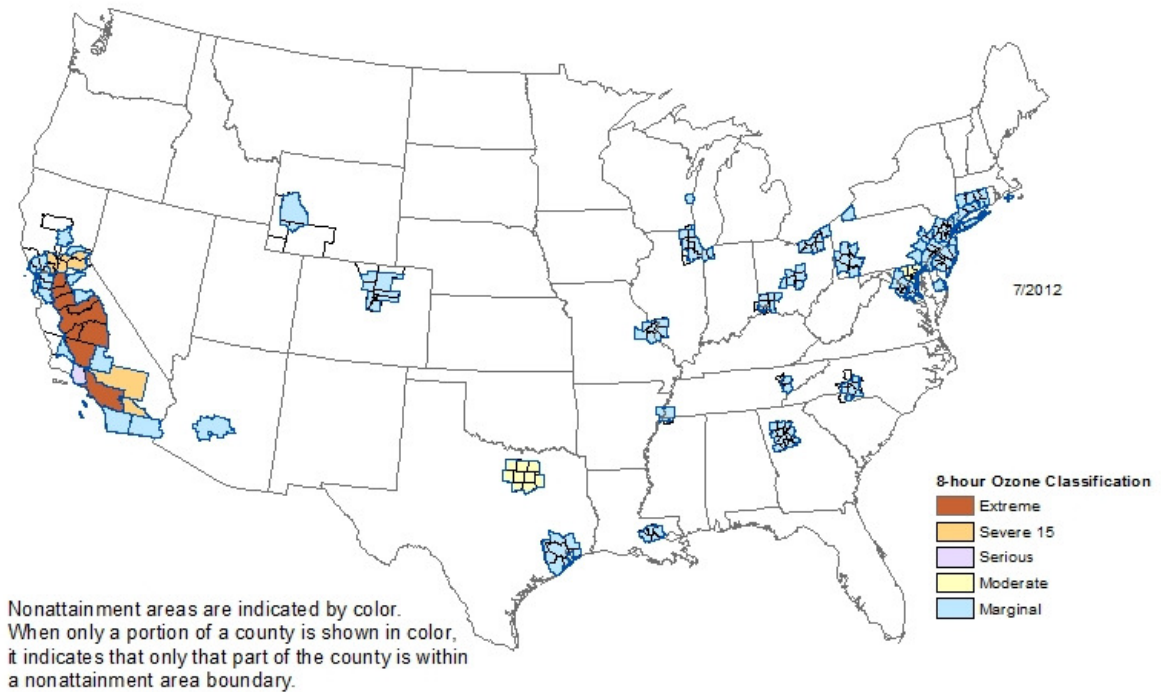 7/2012
8-hour Ozone Classification
Extreme
Severe 15
Serious
Moderate
Marginal
Nonattainment areas are indicated by color.
When only a portion of a county is shown in color,
it indicates that only that part of the county is within
a nonattainment area boundary.